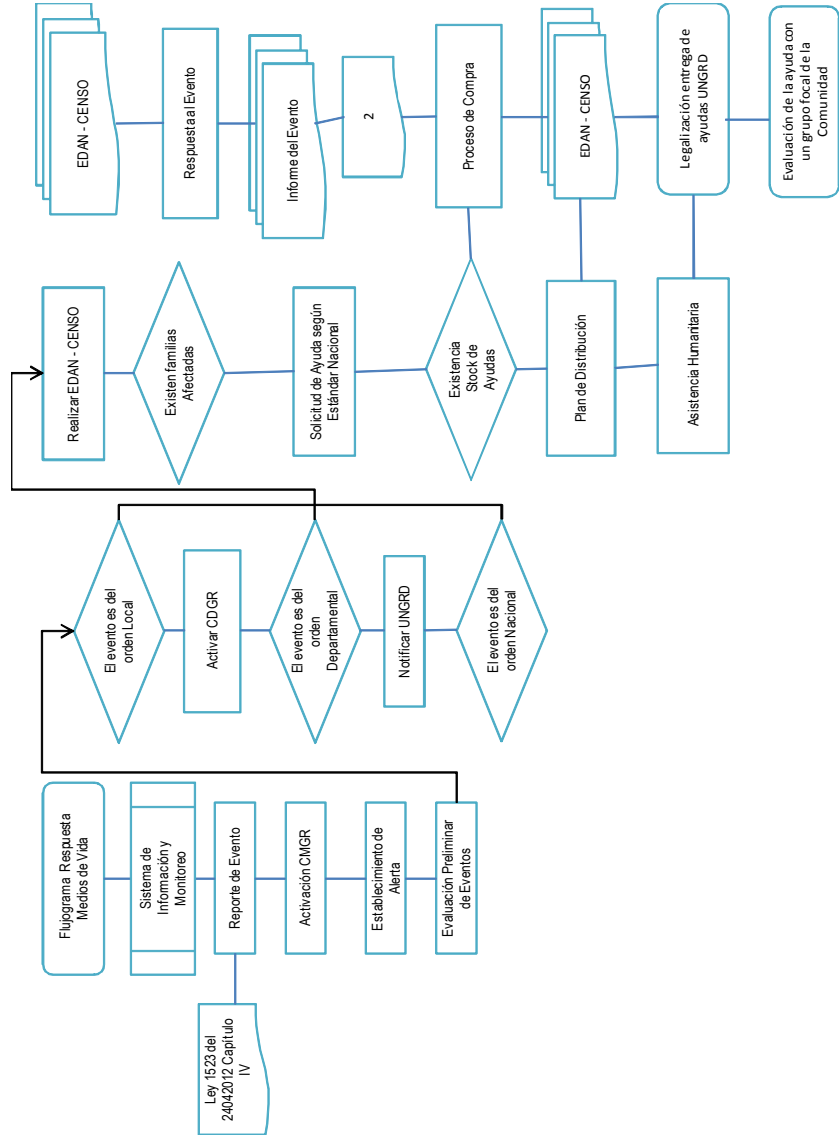 Flujograma Respuesta
Medios de Vida
Sistema de
Información y
Monitoreo
Ley 1523 del
24042012 Capitulo
IV
Reporte de Evento
Activación CMGR
Establecimiento de
Alerta
Evaluación Preliminar
de Eventos
El evento es del
orden Local
Activar CDGR
El evento es del
orden
Departamental
Notificar UNGRD
El evento es del
orden Nacional
Realizar EDAN - CENSO
Existen familias
Afectadas
Solicitud de Ayuda según
Estándar Nacional
Existencia
Stock de
Ayudas
Plan de Distribución
Asistencia Humanitaria
EDAN - CENSO
Respuesta al Evento
Informe del Evento
2
Proceso de Compra
EDAN - CENSO
Legalización entrega de
ayudas UNGRD
Evaluación de la ayuda con
un grupo focal de la
Comunidad